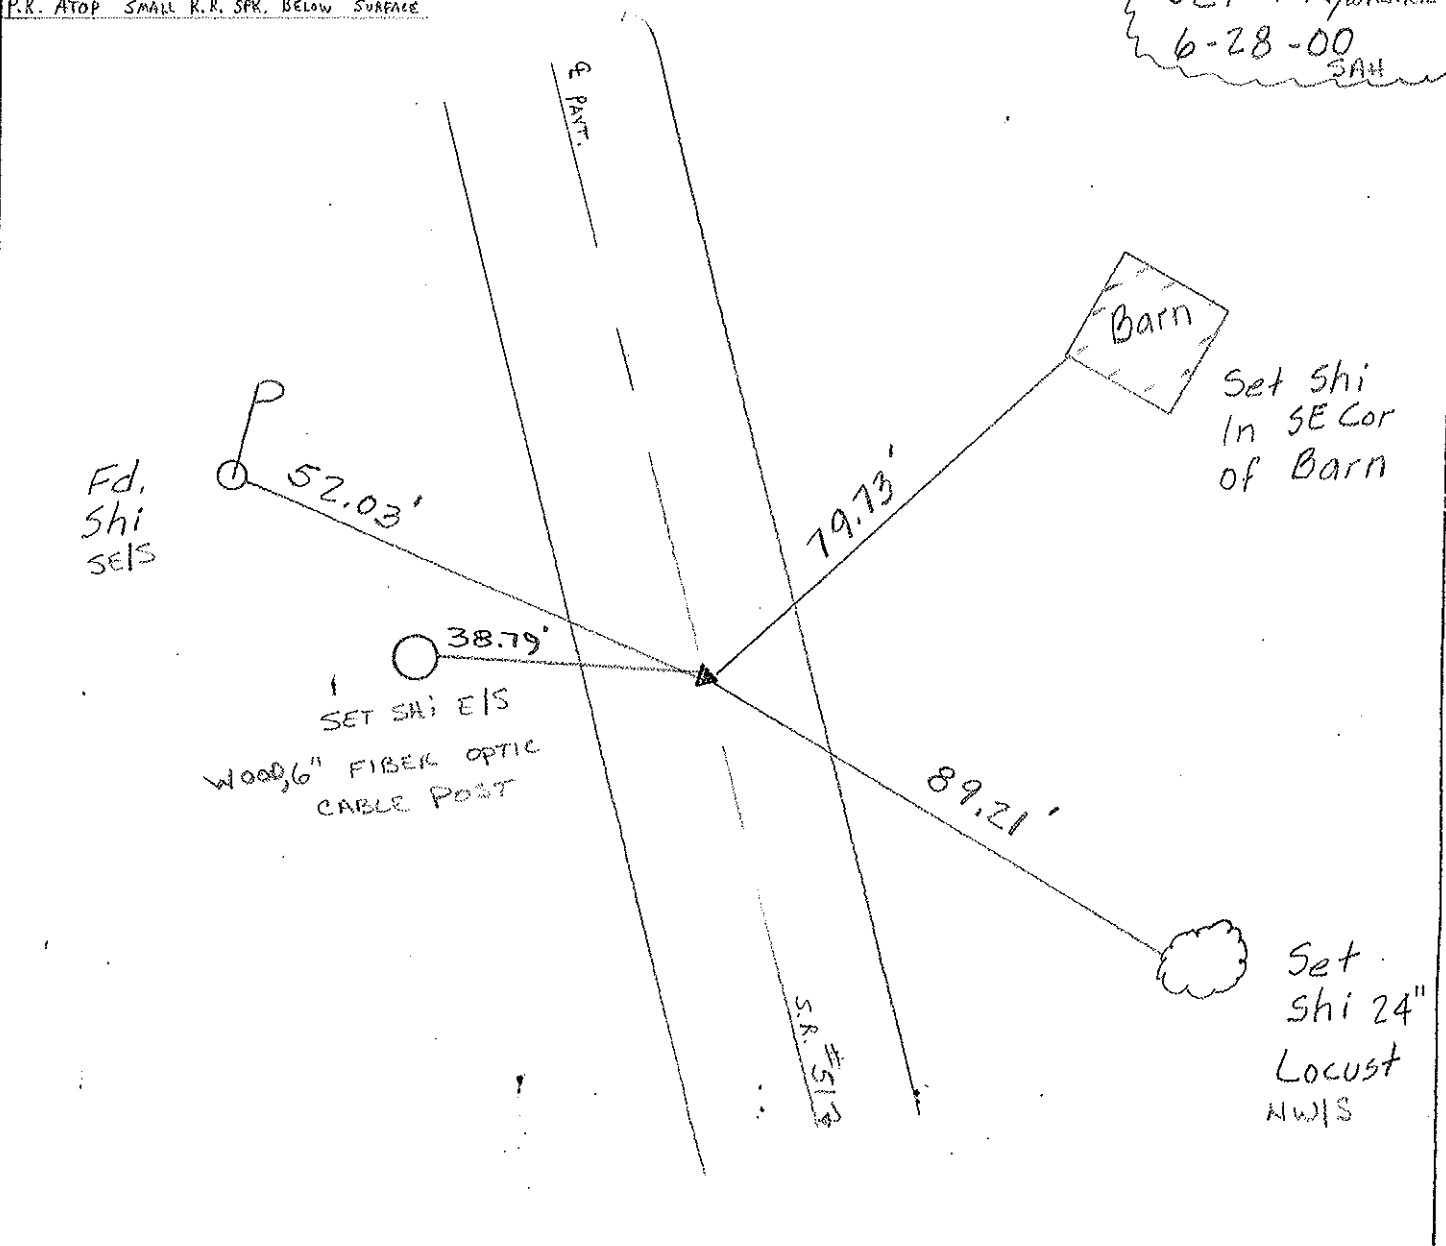 P.K. ATOP SMALL R.R. SPK. BELOW SURFACE
6-28-00
SAH
℄ PAVT.
Barn
Set Shi
In SE Cor
of Barn
Fd.
Shi
SE/S
52.03'
79.73'
38.79'
SET SHi E/S
WOOD, 6" FIBER OPTIC
CABLE POST
89.21'
Set
Shi 24"
Locust
NW/S
S.R. #513